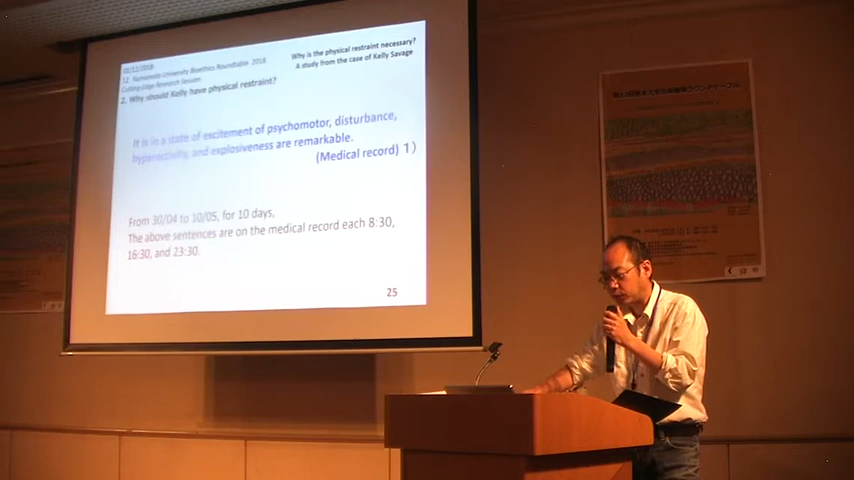 01/12/2018
12. Kumamoto University Bioethics Roundtable 2018
Cutting-Edge Research Session
Why is the physical restraint necessary?
A study from the case of Kelly Savage
2. Why should Kelly have physical restraint?
It is in a state of excitement of psychomotor, disturbance,
hyperactivity, and explosiveness are remarkable.
(Medical record) 1)
From 30/04 to 10/05, for 10 days,
The above sentences are on the medical record each 8:30,
16:30, and 23:30.
25